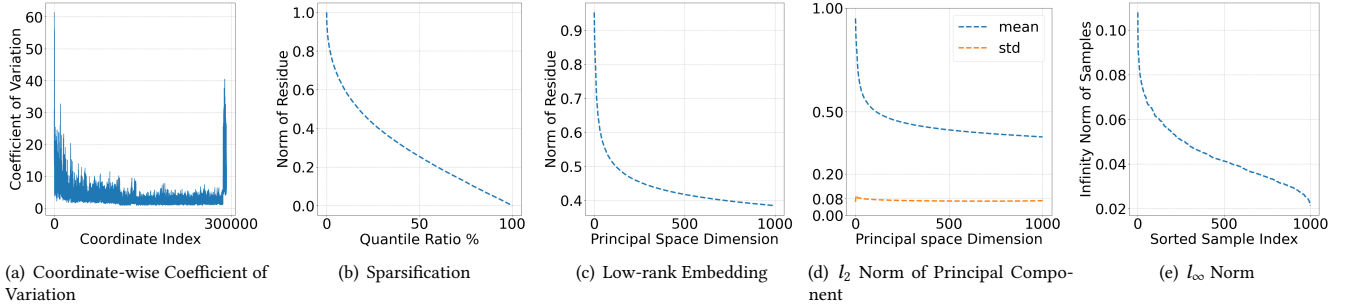 Coefficient of Variation
60
50
40
30
20
10
0
0
300000
Coordinate Index
(a) Coordinate-wise Coefficient of
Variation
Norm of Residue
1.0
0.8
0.6
0.4
0.2
0.0
0
50
100
Quantile Ratio %
(b) Sparsification
Norm of Residue
0.9
0.8
0.7
0.6
0.5
0.4
0
500
1000
Principal Space Dimension
(c) Low-rank Embedding
1.00
0.50
0.20
0.08
0.00
mean
std
0
500
1000
Principal space Dimension
(d) l₂ Norm of Principal Compo-
nent
Infinity Norm of Samples
0.10
0.08
0.06
0.04
0.02
0
500
1000
Sorted Sample Index
(e) l∞ Norm